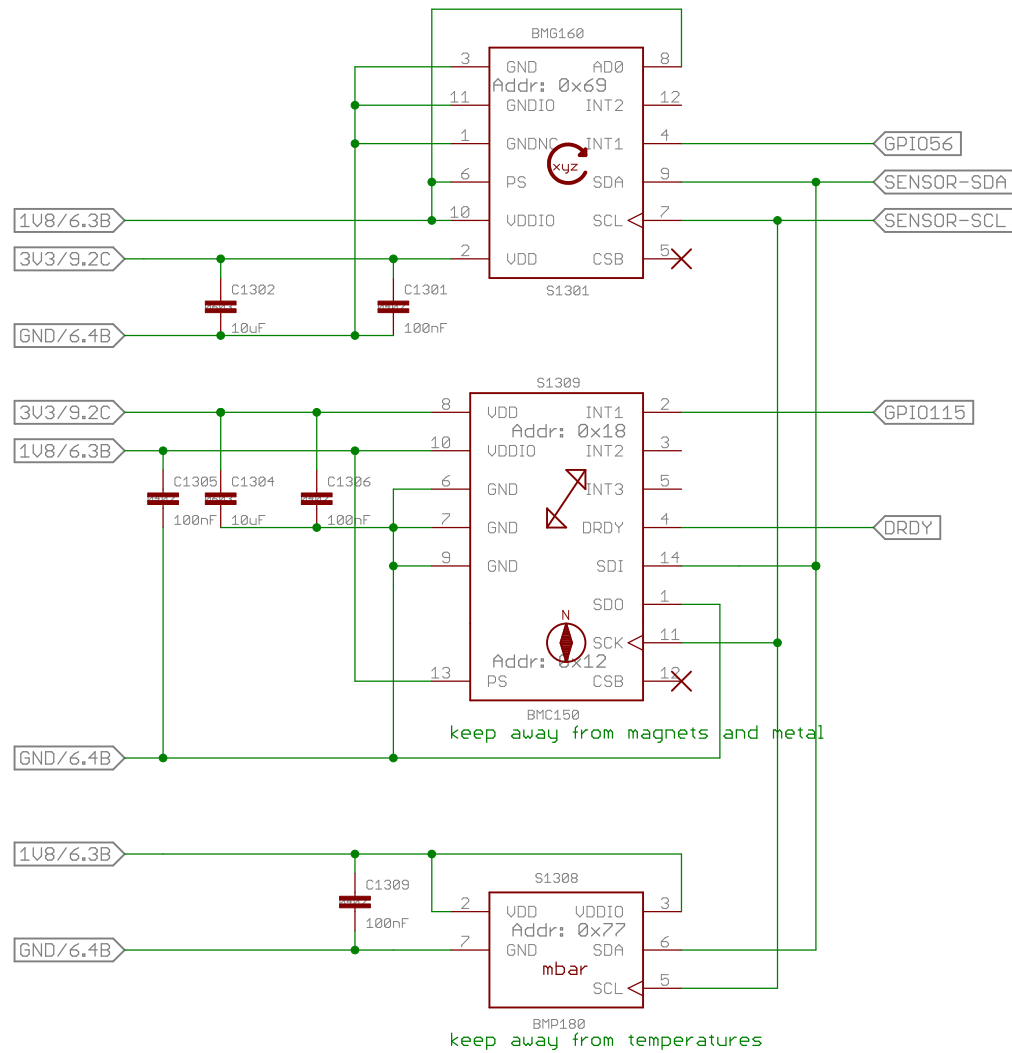 BMG160
3 GND AD0 8
Addr: 0x69
11 GNDIO INT2 12
1 GNDNC INT1 4 GPIO56
xyz
6 PS SDA 9 SENSOR-SDA
1V8/6.3B 10 VDDIO SCL 7 SENSOR-SCL
3V3/9.2C 2 VDD CSB 5
C1302 C1301 S1301
GND/6.4B 10uF 100nF
S1309
3V3/9.2C 8 VDD INT1 2 GPIO115
Addr: 0x18
1V8/6.3B 10 VDDIO INT2 3
C1305 C1304 C1306 6 GND INT3 5
100nF 10uF 100nF 7 GND DRDY 4 DRDY
9 GND SDI 14
SDO 1
N
SCK 11
Addr: 0x12
13 PS CSB 12
BMC150
keep away from magnets and metal
GND/6.4B
1V8/6.3B
S1308
C1309
2 VDD VDDIO 3
100nF Addr: 0x77
GND/6.4B 7 GND SDA 6
mbar
SCL 5
BMP180
keep away from temperatures